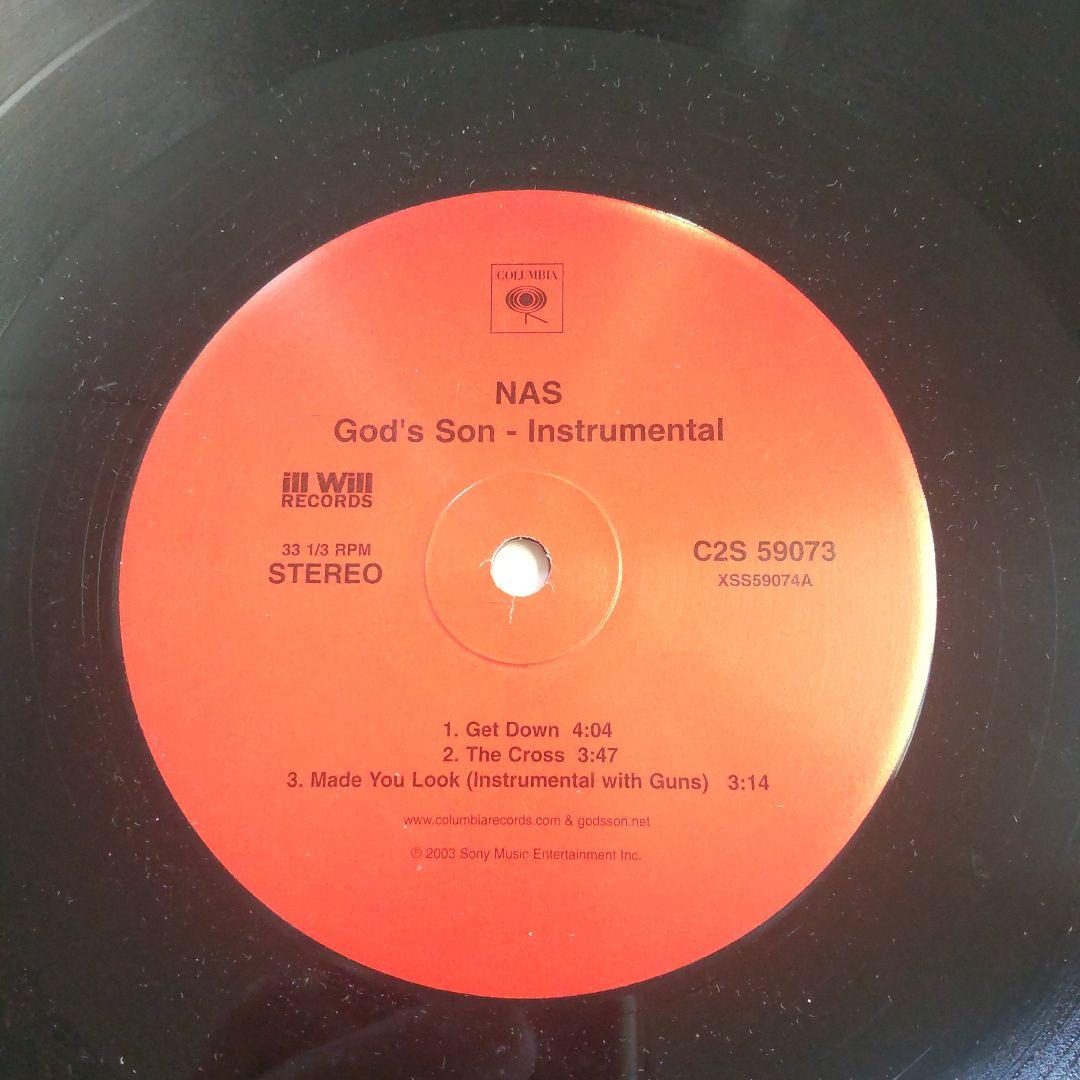 COLUMBIA
NAS
God's Son - Instrumental
ill Will
RECORDS
33 1/3 RPM
STEREO
C2S 59073
XSS59074A
1. Get Down 4:04
2. The Cross 3:47
3. Made You Look (Instrumental with Guns) 3:14
www.columbiarecords.com & godsson.net
℗ 2003 Sony Music Entertainment Inc.